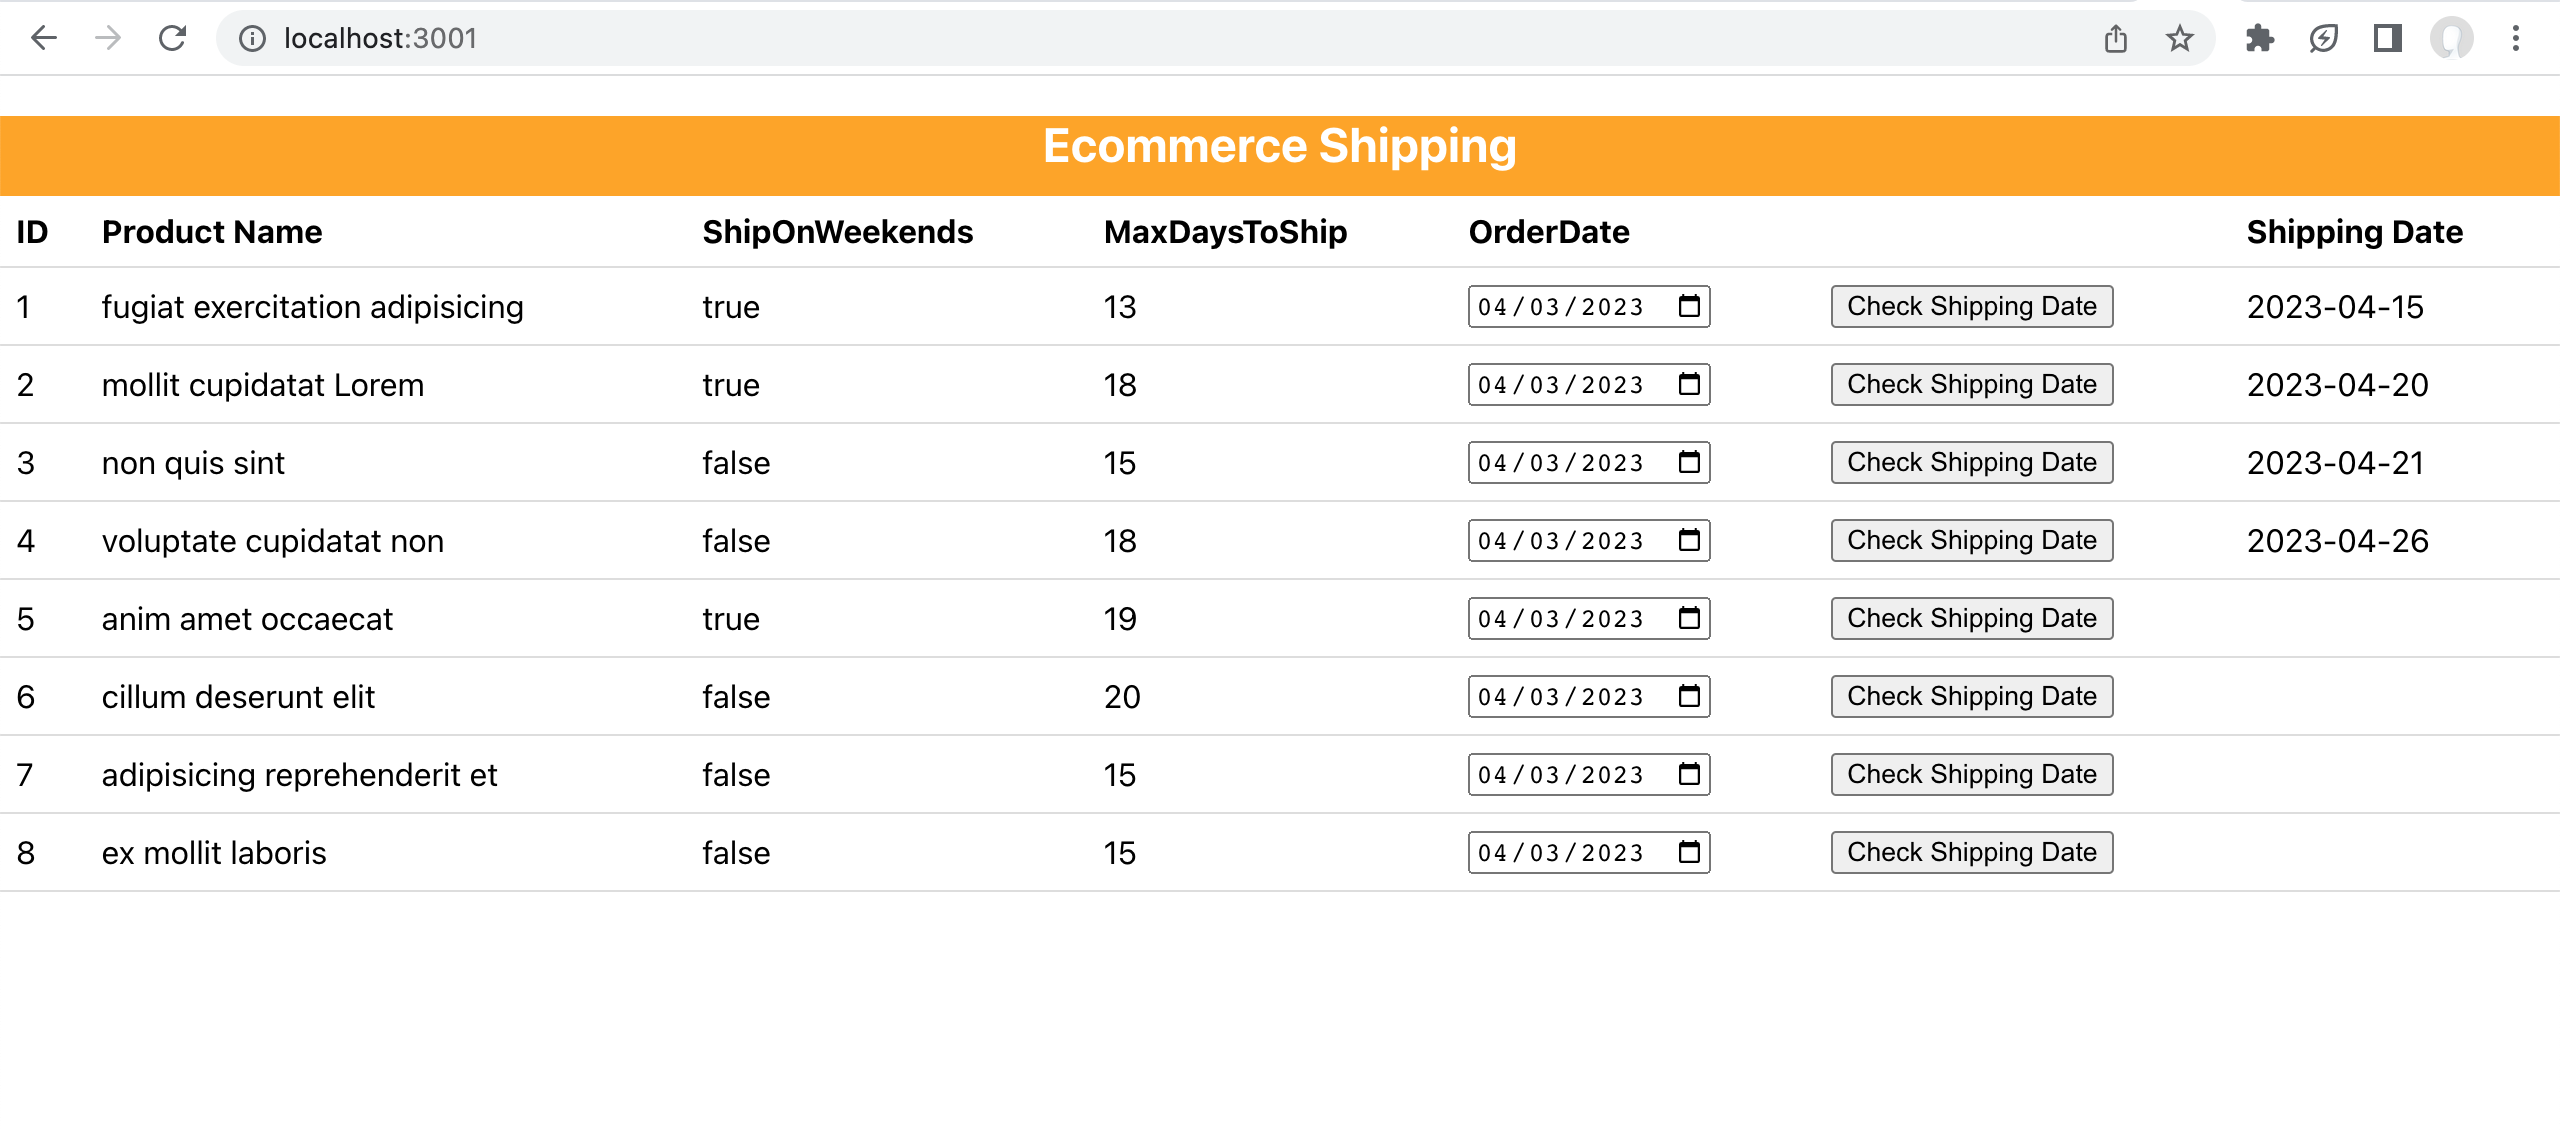 localhost:3001
Ecommerce Shipping
ID Product Name ShipOnWeekends MaxDaysToShip OrderDate Shipping Date
1 fugiat exercitation adipisicing true 13 04/03/2023 Check Shipping Date 2023-04-15
2 mollit cupidatat Lorem true 18 04/03/2023 Check Shipping Date 2023-04-20
3 non quis sint false 15 04/03/2023 Check Shipping Date 2023-04-21
4 voluptate cupidatat non false 18 04/03/2023 Check Shipping Date 2023-04-26
5 anim amet occaecat true 19 04/03/2023 Check Shipping Date
6 cillum deserunt elit false 20 04/03/2023 Check Shipping Date
7 adipisicing reprehenderit et false 15 04/03/2023 Check Shipping Date
8 ex mollit laboris false 15 04/03/2023 Check Shipping Date